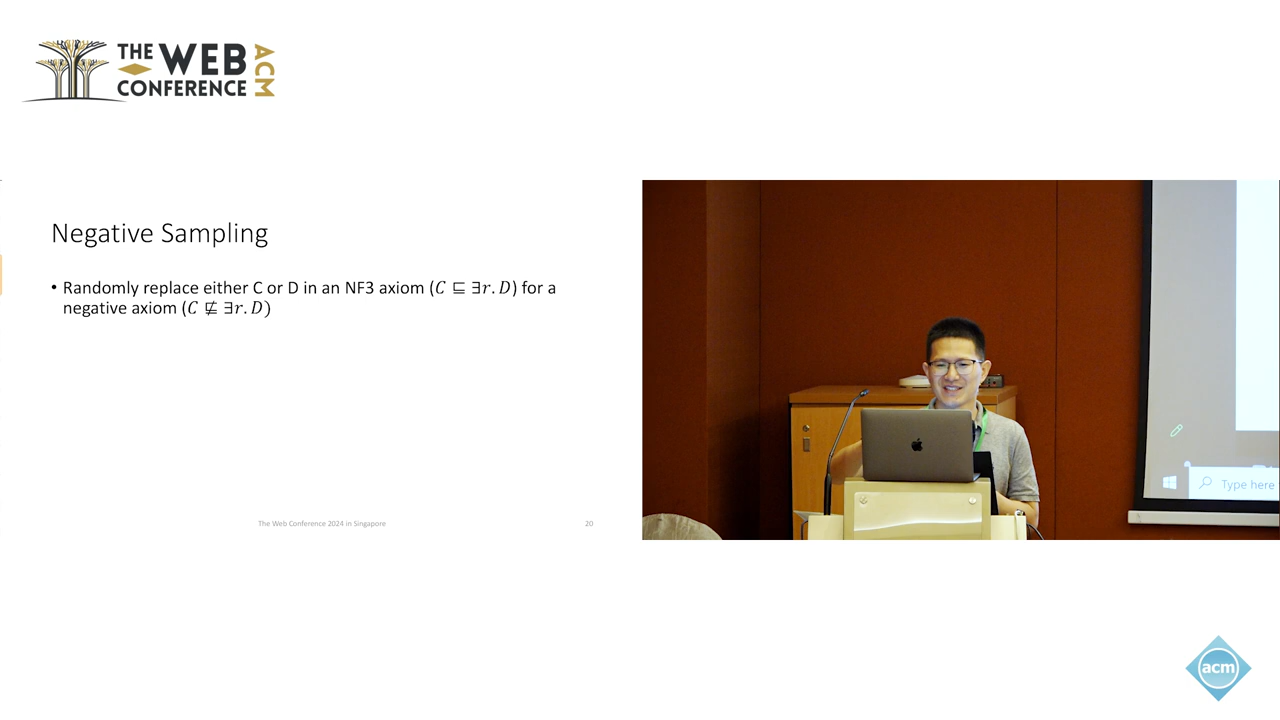 THE WEB
CONFERENCE
ACM
Negative Sampling
• Randomly replace either C or D in an NF3 axiom (𝐶 ⊑ ∃𝑟. 𝐷) for a
negative axiom (𝐶 ⋢ ∃𝑟. 𝐷)
The Web Conference 2024 in Singapore
20
Type here
acm